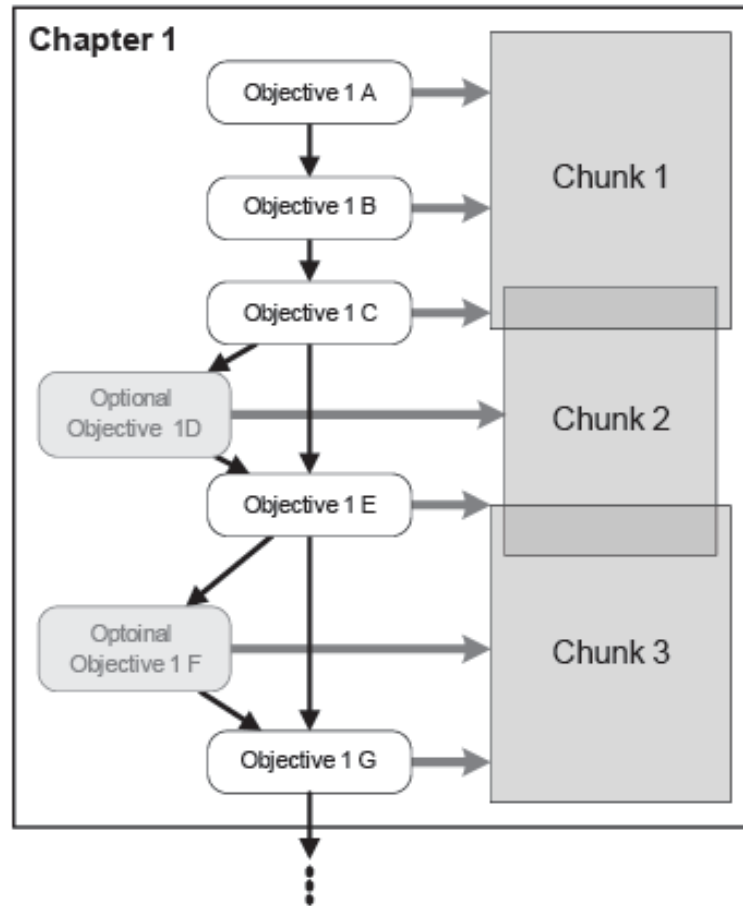 Chapter 1
Objective 1 A
Chunk 1
Objective 1 B
Objective 1 C
Optional
Objective 1D
Chunk 2
Objective 1 E
Optoinal
Objective 1 F
Chunk 3
Objective 1 G